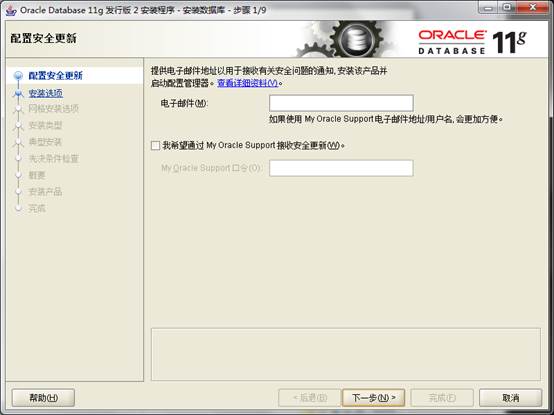 Oracle Database 11g 发行版 2 安装程序 - 安装数据库 - 步骤 1/9
配置安全更新
ORACLE
DATABASE
11g
配置安全更新
安装选项
网格安装选项
安装类型
典型安装
先决条件检查
概要
安装产品
完成
提供电子邮件地址以用于接收有关安全问题的通知, 安装该产品并
启动配置管理器。查看详细资料(V)。
电子邮件(M):
如果使用 My Oracle Support 电子邮件地址/用户名, 会更加方便。
我希望通过 My Oracle Support 接收安全更新(W)。
My Oracle Support 口令(O):
帮助(H)
< 后退(B)
下一步(N) >
完成(F)
取消